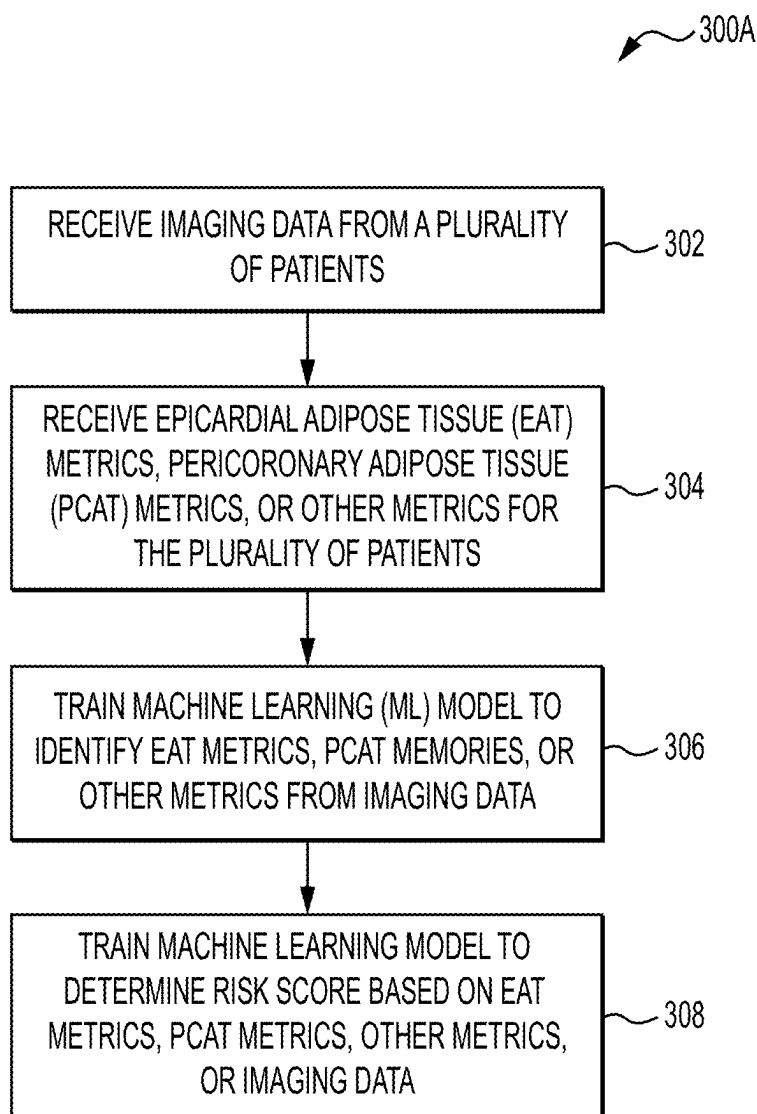 300A
RECEIVE IMAGING DATA FROM A PLURALITY
OF PATIENTS
302
RECEIVE EPICARDIAL ADIPOSE TISSUE (EAT)
METRICS, PERICORONARY ADIPOSE TISSUE
(PCAT) METRICS, OR OTHER METRICS FOR
THE PLURALITY OF PATIENTS
304
TRAIN MACHINE LEARNING (ML) MODEL TO
IDENTIFY EAT METRICS, PCAT MEMORIES, OR
OTHER METRICS FROM IMAGING DATA
306
TRAIN MACHINE LEARNING MODEL TO
DETERMINE RISK SCORE BASED ON EAT
METRICS, PCAT METRICS, OTHER METRICS,
OR IMAGING DATA
308